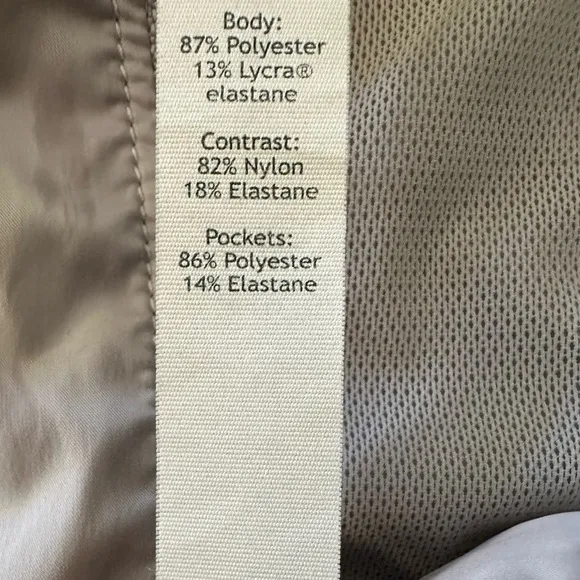 Body:
87% Polyester
13% Lycra®
elastane
Contrast:
82% Nylon
18% Elastane
Pockets:
86% Polyester
14% Elastane